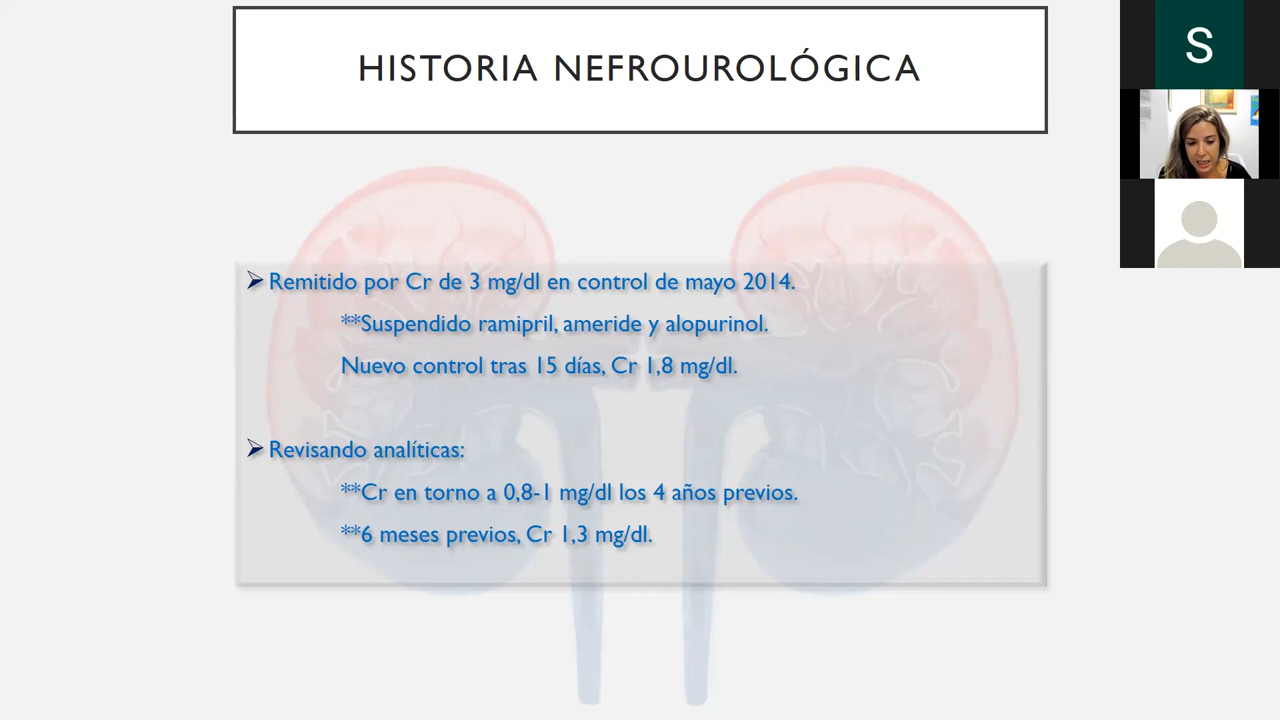 HISTORIA NEFROUROLÓGICA
Remitido por Cr de 3 mg/dl en control de mayo 2014.
**Suspendido ramipril, ameride y alopurinol.
Nuevo control tras 15 días, Cr 1,8 mg/dl.
Revisando analíticas:
**Cr en torno a 0,8-1 mg/dl los 4 años previos.
**6 meses previos, Cr 1,3 mg/dl.
S